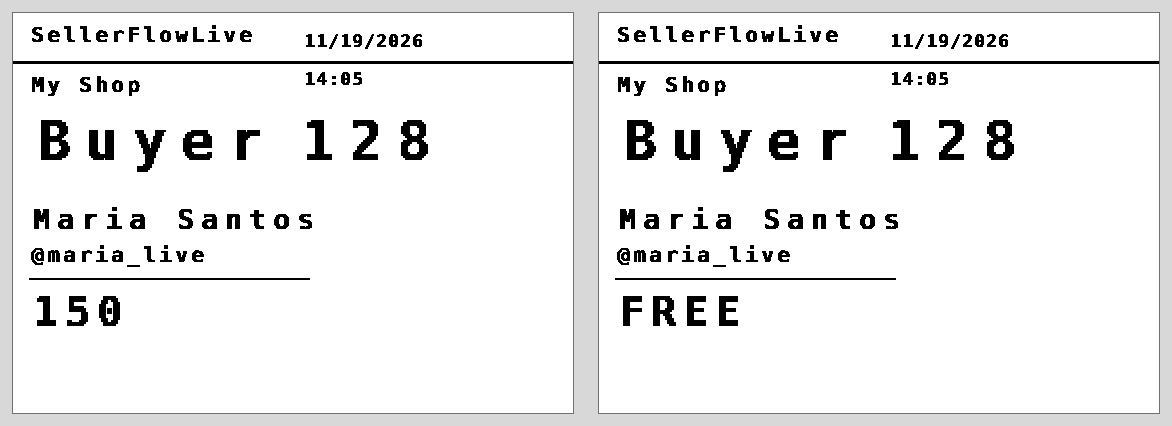 SellerFlowLive 11/19/2026
My Shop 14:05
Buyer 128
Maria Santos
@maria_live
150
SellerFlowLive 11/19/2026
My Shop 14:05
Buyer 128
Maria Santos
@maria_live
FREE